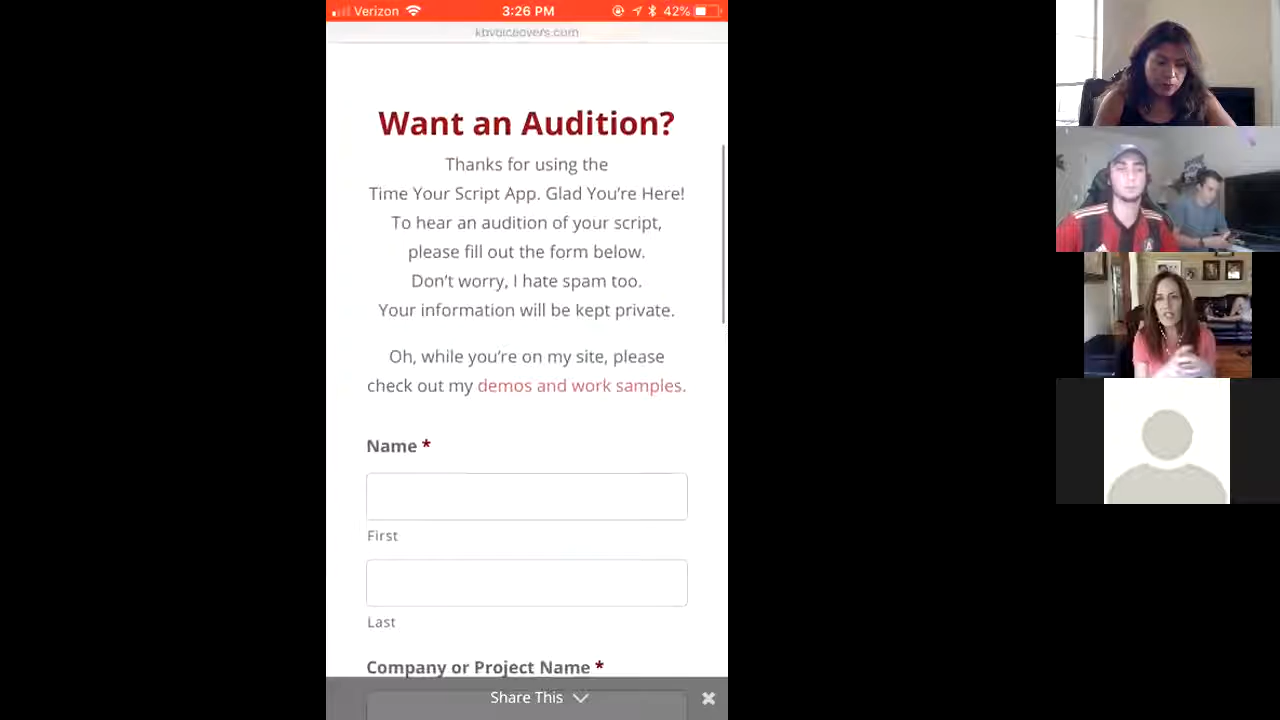 Verizon 3:26 PM 42%
kbvoiceovers.com
Want an Audition?
Thanks for using the
Time Your Script App. Glad You're Here!
To hear an audition of your script,
please fill out the form below.
Don't worry, I hate spam too.
Your information will be kept private.
Oh, while you're on my site, please
check out my demos and work samples.
Name *
First
Last
Company or Project Name *
Share This